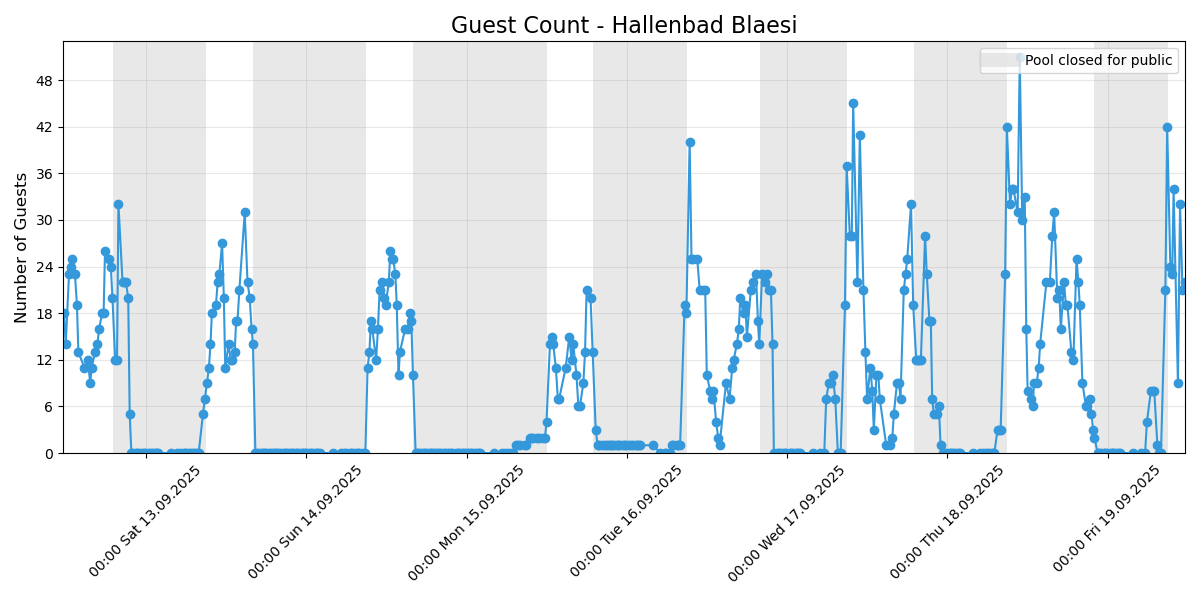 Guest Count - Hallenbad Blaesi
Pool closed for public
Number of Guests
48
42
36
30
24
18
12
6
0
00:00 Sat 13.09.2025
00:00 Sun 14.09.2025
00:00 Mon 15.09.2025
00:00 Tue 16.09.2025
00:00 Wed 17.09.2025
00:00 Thu 18.09.2025
00:00 Fri 19.09.2025